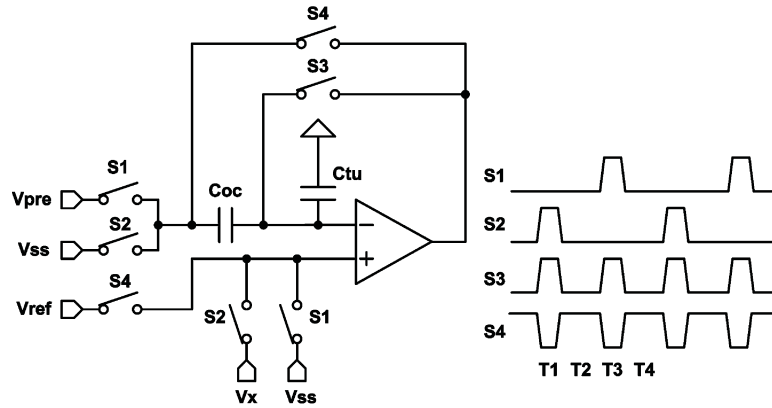 S4
S3
S1
Ctu
Coc
Vpre
S2
Vss
S4
Vref
S2
S1
Vx
Vss
S1
S2
S3
S4
T1 T2 T3 T4